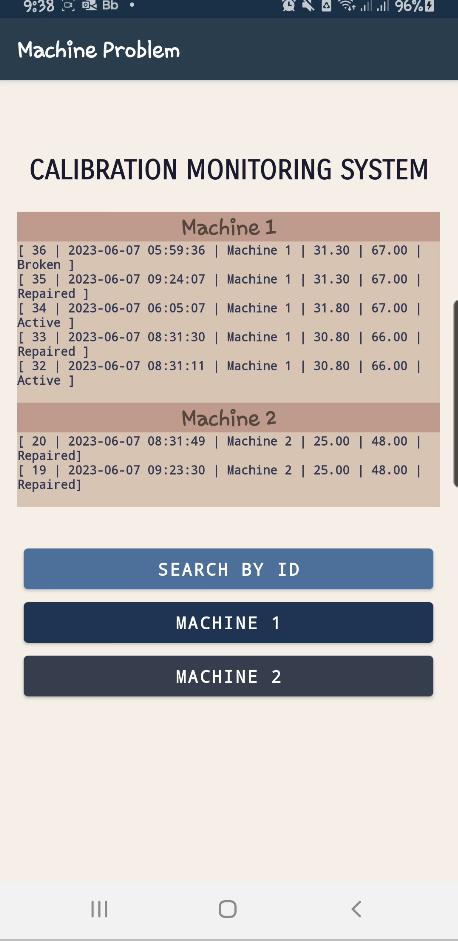 9:38 Bb • 96%
Machine Problem
CALIBRATION MONITORING SYSTEM
Machine 1
[ 36 | 2023-06-07 05:59:36 | Machine 1 | 31.30 | 67.00 |
Broken ]
[ 35 | 2023-06-07 09:24:07 | Machine 1 | 31.30 | 67.00 |
Repaired ]
[ 34 | 2023-06-07 06:05:07 | Machine 1 | 31.80 | 67.00 |
Active ]
[ 33 | 2023-06-07 08:31:30 | Machine 1 | 30.80 | 66.00 |
Repaired ]
[ 32 | 2023-06-07 08:31:11 | Machine 1 | 30.80 | 66.00 |
Active ]
Machine 2
[ 20 | 2023-06-07 08:31:49 | Machine 2 | 25.00 | 48.00 |
Repaired]
[ 19 | 2023-06-07 09:23:30 | Machine 2 | 25.00 | 48.00 |
Repaired]
SEARCH BY ID
MACHINE 1
MACHINE 2